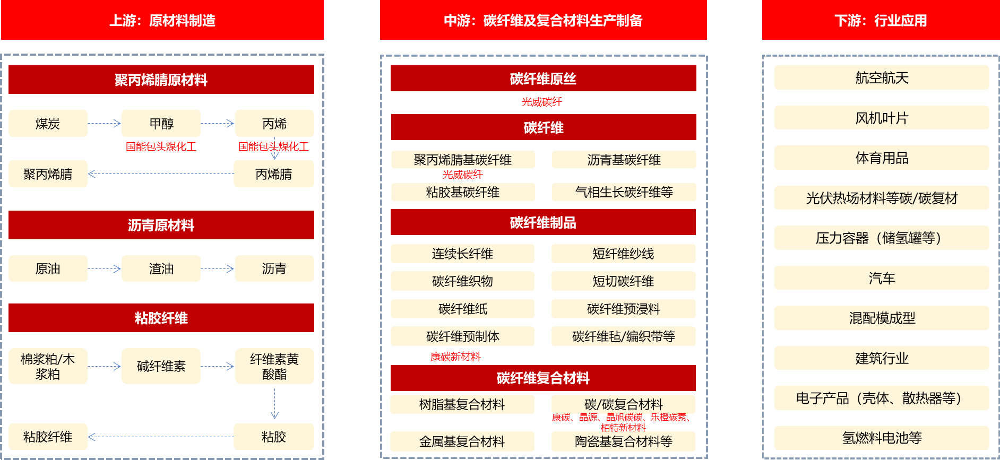 上游：原材料制造
聚丙烯腈原材料
煤炭
甲醇
丙烯
国能包头煤化工
国能包头煤化工
聚丙烯腈
丙烯腈
沥青原材料
原油
渣油
沥青
粘胶纤维
棉浆粕/木
浆粕
碱纤维素
纤维素黄
酸酯
粘胶纤维
粘胶
中游：碳纤维及复合材料生产制备
碳纤维原丝
光威碳纤
碳纤维
聚丙烯腈基碳纤维
沥青基碳纤维
光威碳纤
粘胶基碳纤维
气相生长碳纤维等
碳纤维制品
连续长纤维
短纤维纱线
碳纤维织物
短切碳纤维
碳纤维纸
碳纤维预浸料
碳纤维预制体
碳纤维毡/编织带等
康碳新材料
碳纤维复合材料
树脂基复合材料
碳/碳复合材料
康碳、晶源、晶旭碳碳、乐橙碳素、
栢特新材料
金属基复合材料
陶瓷基复合材料等
下游：行业应用
航空航天
风机叶片
体育用品
光伏热场材料等碳/碳复材
压力容器（储氢罐等）
汽车
混配模成型
建筑行业
电子产品（壳体、散热器等）
氢燃料电池等